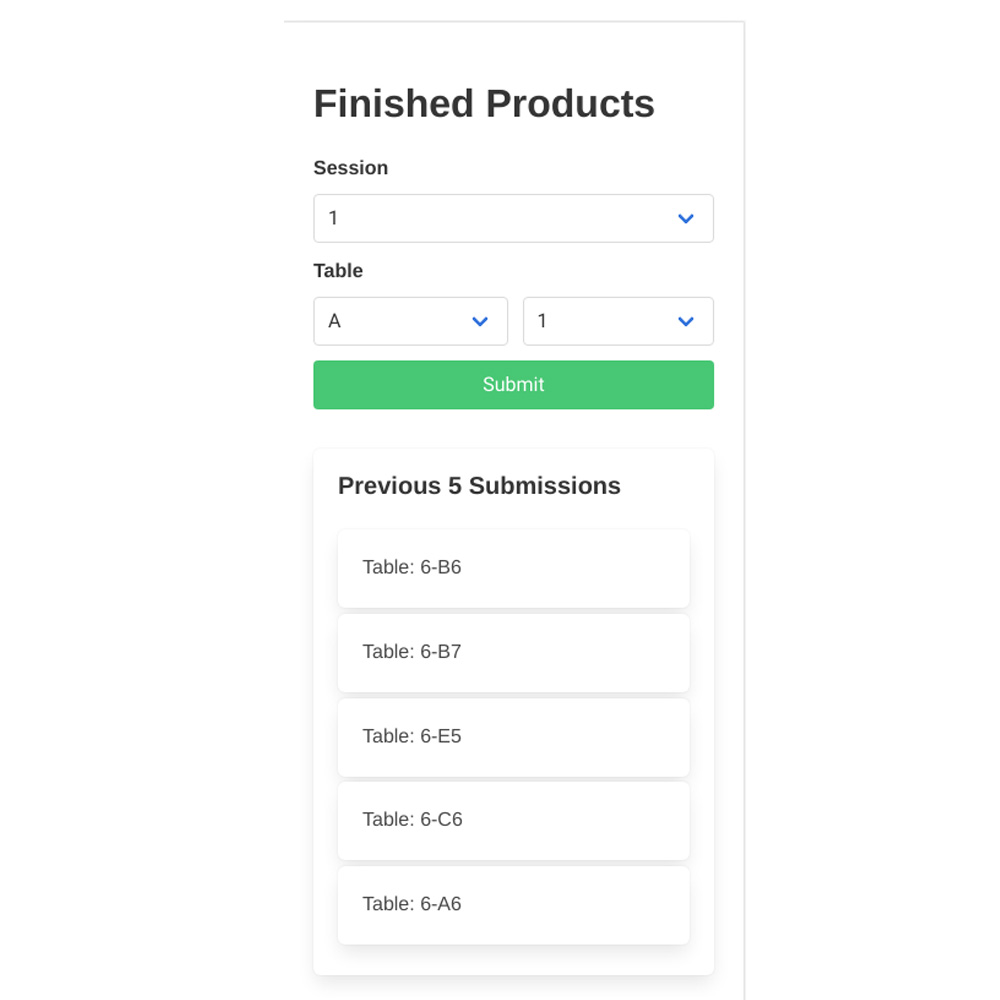 Finished Products
Session
1
Table
A 1
Submit
Previous 5 Submissions
Table: 6-B6
Table: 6-B7
Table: 6-E5
Table: 6-C6
Table: 6-A6